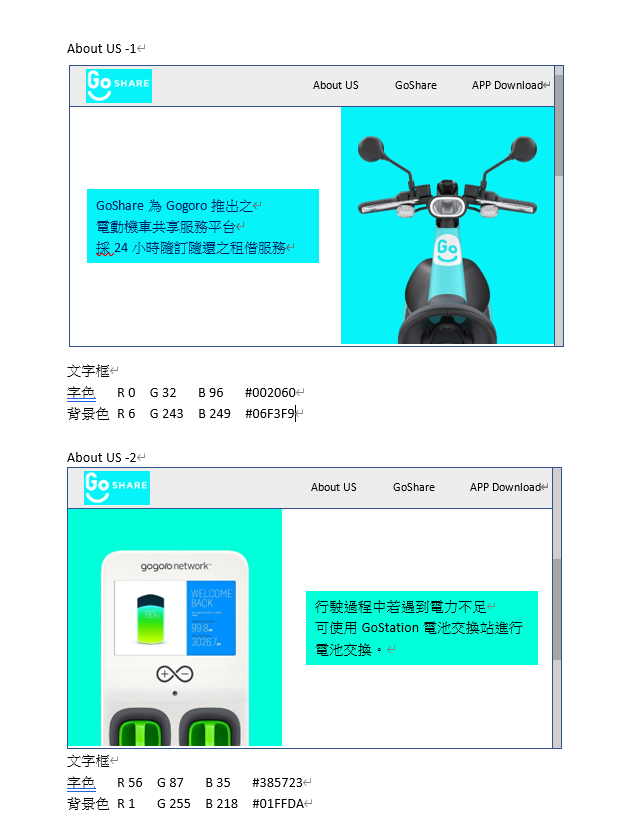 About US -1
Go SHARE About US GoShare APP Download
GoShare 為 Gogoro 推出之
電動機車共享服務平台
採 24 小時隨訂隨還之租借服務
Go
文字框
字色 R 0 G 32 B 96 #002060
背景色 R 6 G 243 B 249 #06F3F9
About US -2
Go SHARE About US GoShare APP Download
gogoro network™
WELCOME
BACK
80%
99.8
3026.7
行駛過程中若遇到電力不足
可使用 GoStation 電池交換站進行
電池交換。
文字框
字色 R 56 G 87 B 35 #385723
背景色 R 1 G 255 B 218 #01FFDA